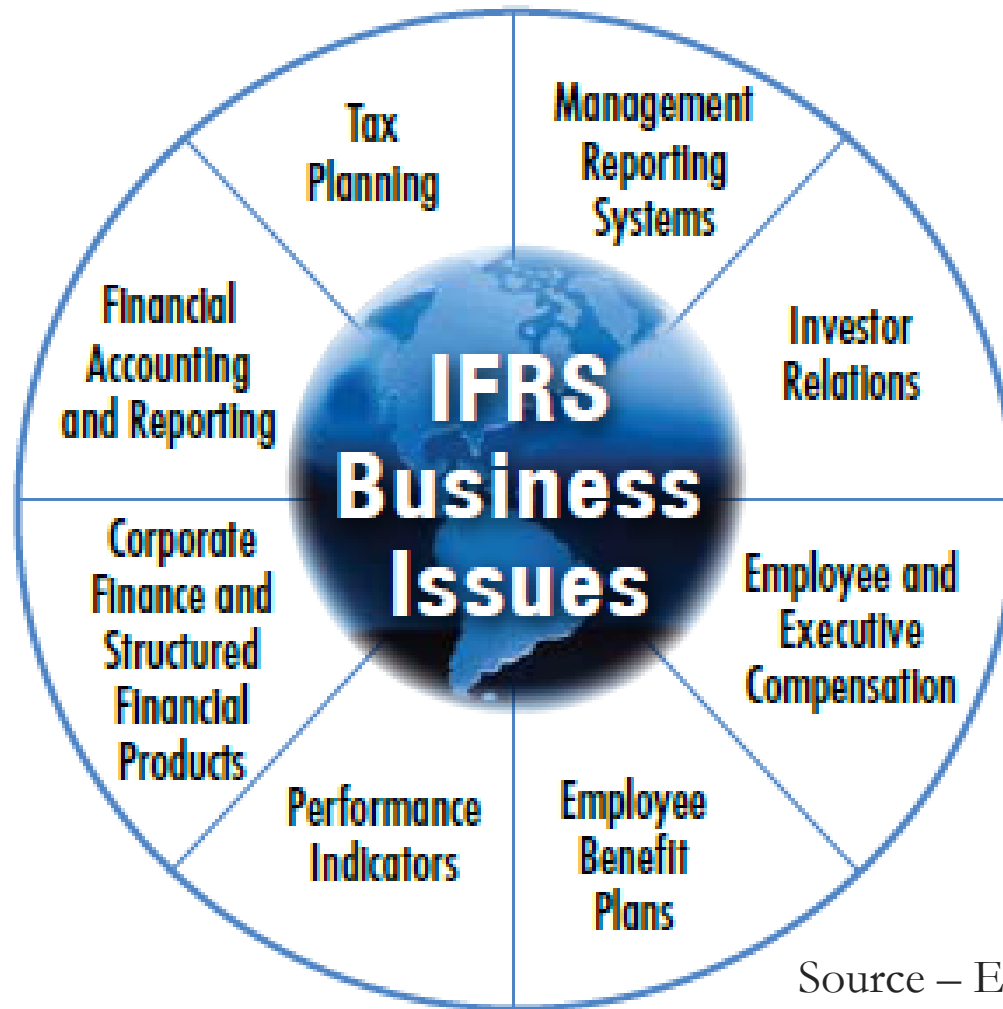 Tax
Planning
Management
Reporting
Systems
Financial
Accounting
and Reporting
Investor
Relations
IFRS
Business
Issues
Corporate
Finance and
Structured
Financial
Products
Employee and
Executive
Compensation
Performance
Indicators
Employee
Benefit
Plans
Source – E